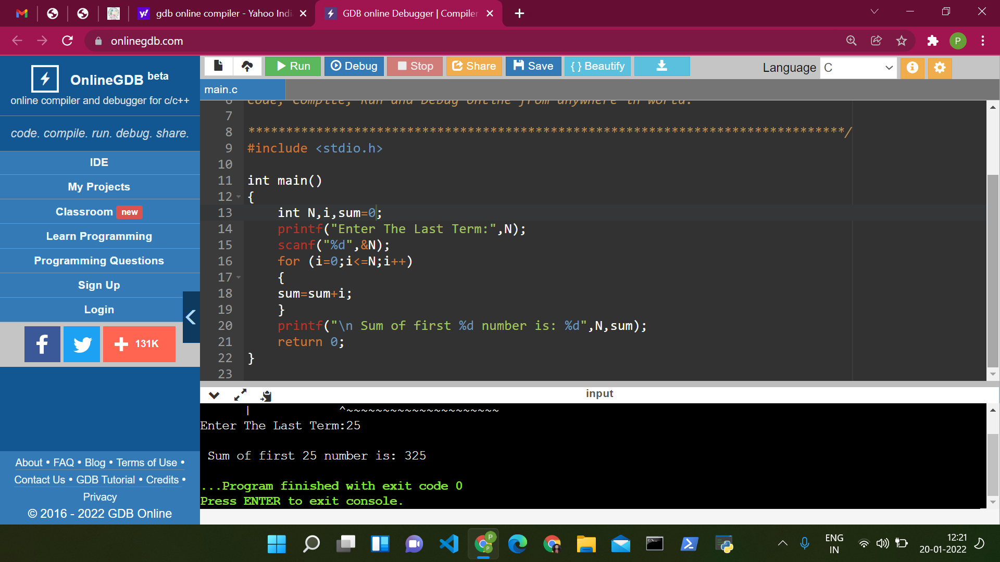 gdb online compiler - Yahoo Indi
GDB online Debugger | Compiler
onlinegdb.com
P
OnlineGDB beta
online compiler and debugger for c/c++
code. compile. run. debug. share.
IDE
My Projects
Classroom new
Learn Programming
Programming Questions
Sign Up
Login
131K
About • FAQ • Blog • Terms of Use •
Contact Us • GDB Tutorial • Credits •
Privacy
© 2016 - 2022 GDB Online
Run Debug Stop Share Save { } Beautify Language C
main.c
6 Code, Compile, Run and Debug online from anywhere in world.
7
8 *******************************************************************************/
9 #include <stdio.h>
10
11 int main()
12 {
13 int N,i,sum=0;
14 printf("Enter The Last Term:",N);
15 scanf("%d",&N);
16 for (i=0;i<=N;i++)
17 {
18 sum=sum+i;
19 }
20 printf("\n Sum of first %d number is: %d",N,sum);
21 return 0;
22 }
23
input
| ^~~~~~~~~~~~~~~~~~~~~~
Enter The Last Term:25
Sum of first 25 number is: 325
...Program finished with exit code 0
Press ENTER to exit console.
ENG
IN
12:21
20-01-2022